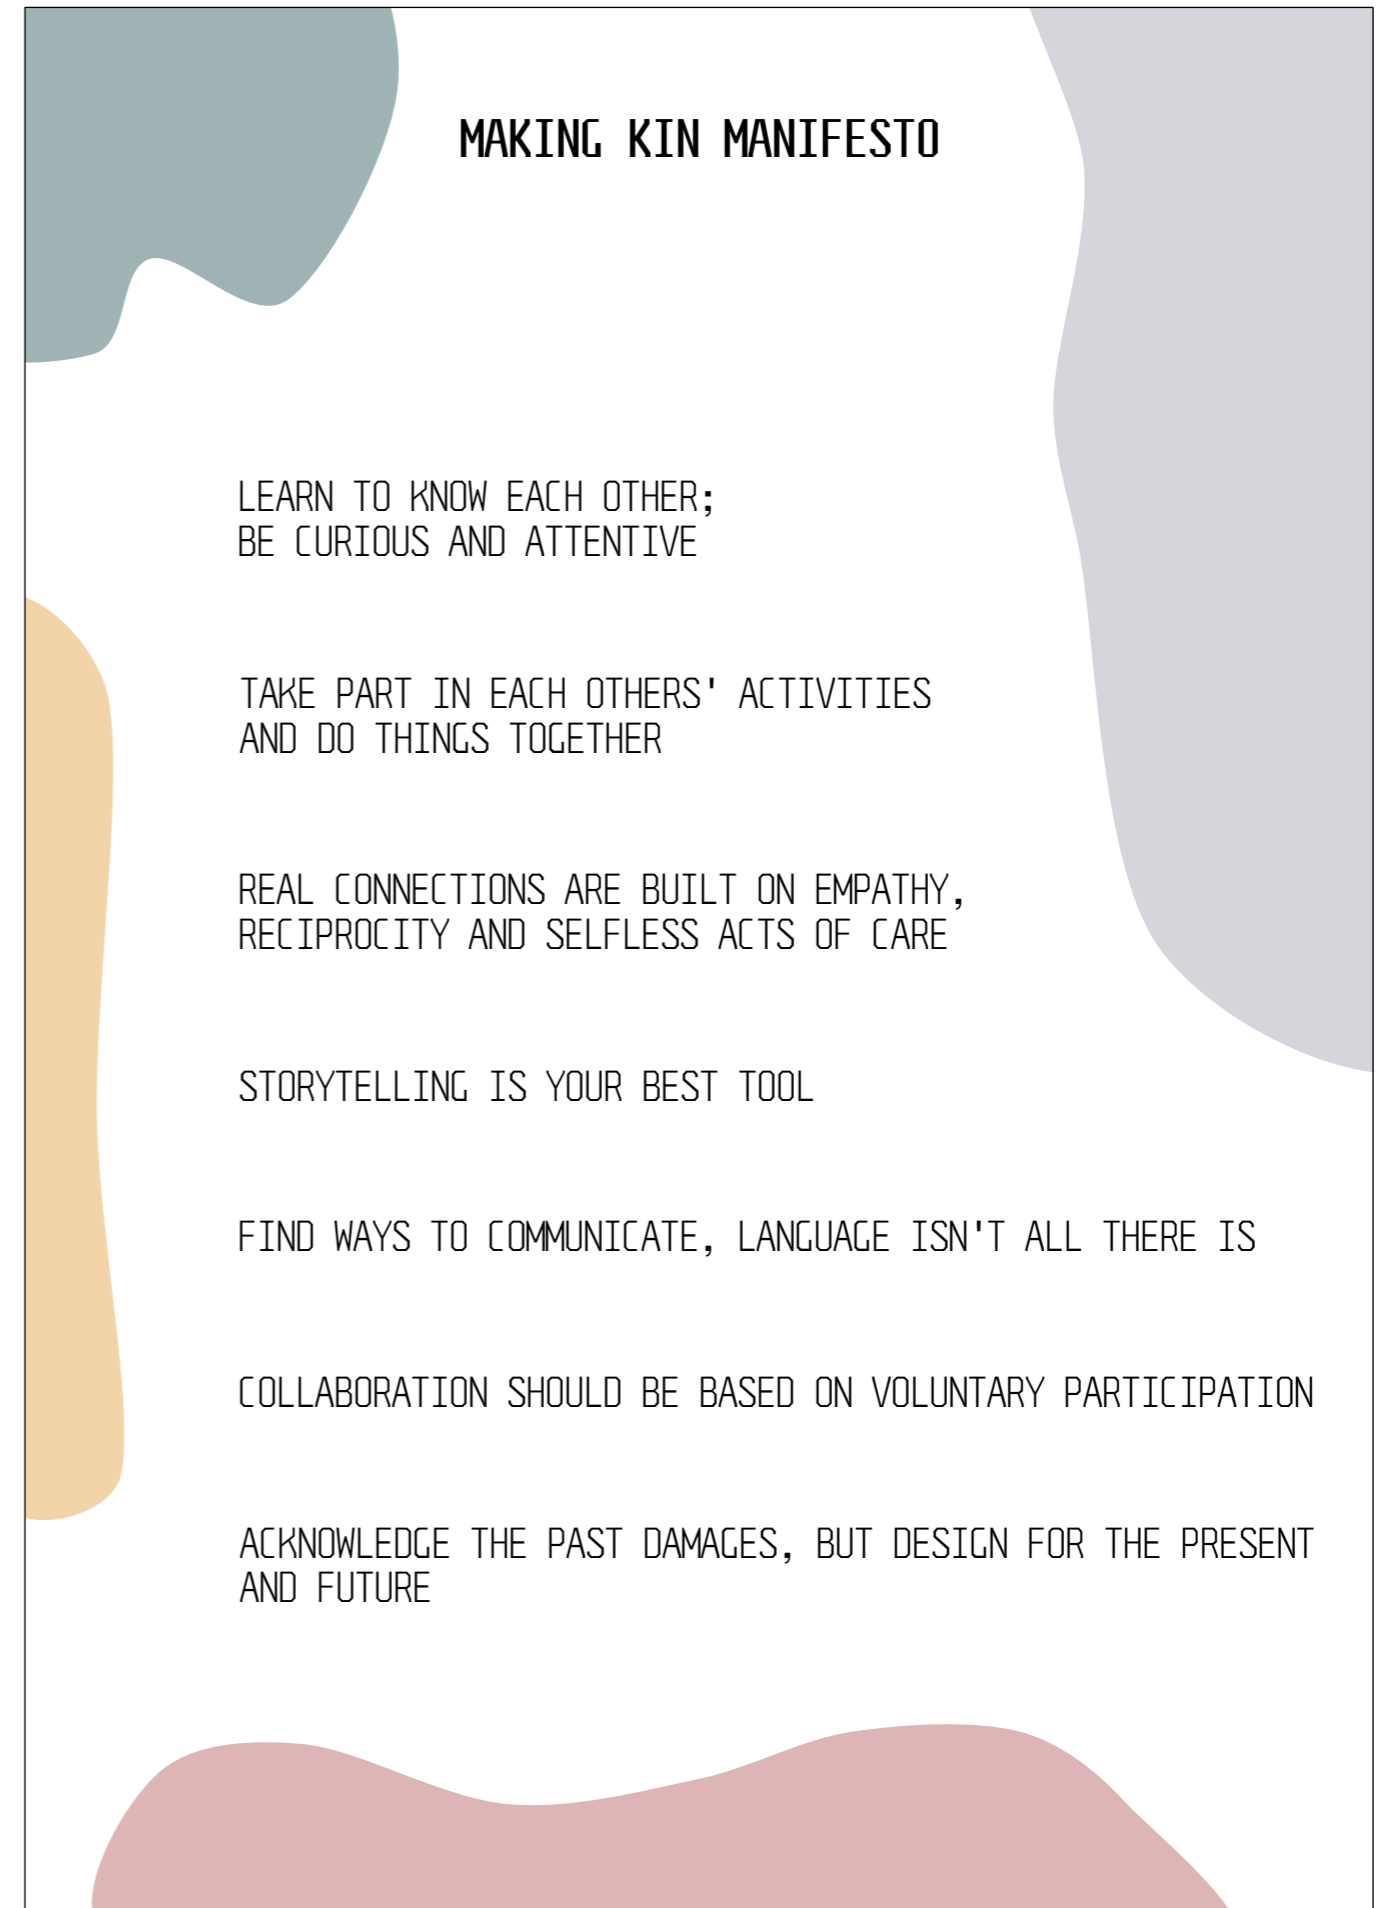 MAKING KIN MANIFESTO
LEARN TO KNOW EACH OTHER;
BE CURIOUS AND ATTENTIVE
TAKE PART IN EACH OTHERS' ACTIVITIES
AND DO THINGS TOGETHER
REAL CONNECTIONS ARE BUILT ON EMPATHY,
RECIPROCITY AND SELFLESS ACTS OF CARE
STORYTELLING IS YOUR BEST TOOL
FIND WAYS TO COMMUNICATE, LANGUAGE ISN'T ALL THERE IS
COLLABORATION SHOULD BE BASED ON VOLUNTARY PARTICIPATION
ACKNOWLEDGE THE PAST DAMAGES, BUT DESIGN FOR THE PRESENT
AND FUTURE